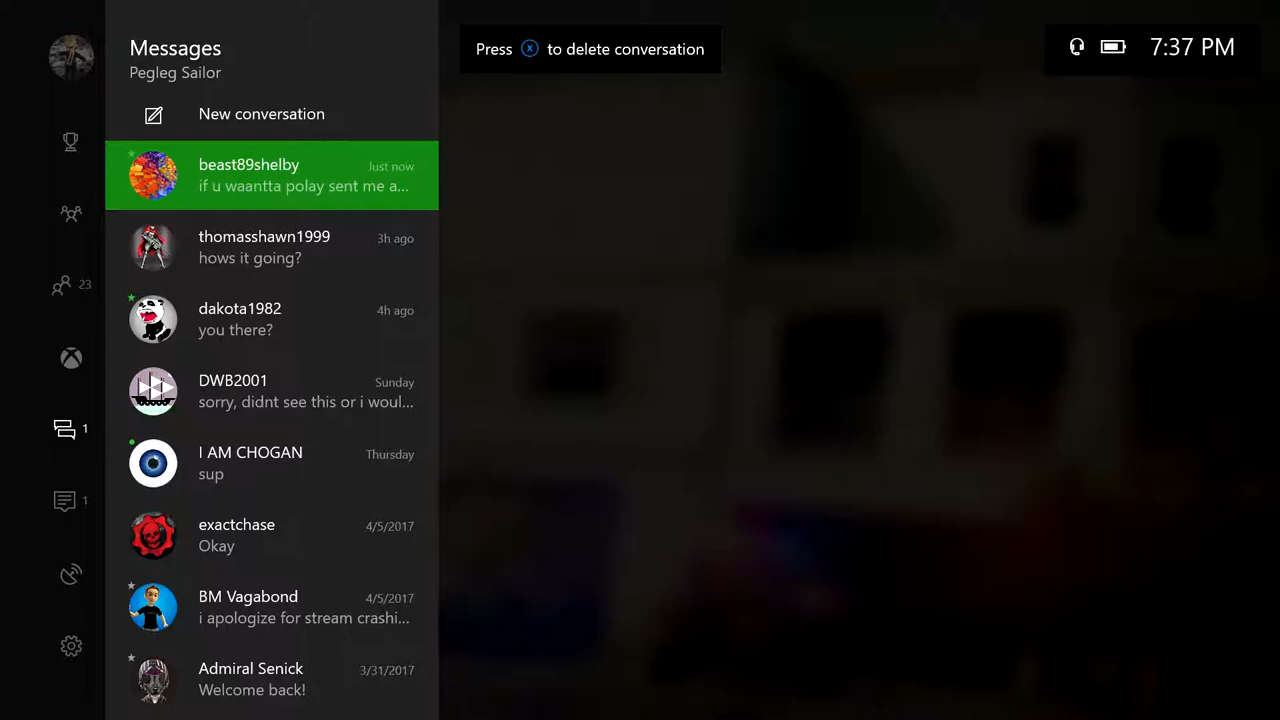 Messages
Pegleg Sailor
Press X to delete conversation
7:37 PM
New conversation
beast89shelby Just now
if u waantta polay sent me a...
thomasshawn1999 3h ago
hows it going?
23
dakota1982 4h ago
you there?
DWB2001 Sunday
sorry, didnt see this or i woul...
1
I AM CHOGAN Thursday
sup
1
exactchase 4/5/2017
Okay
BM Vagabond 4/5/2017
i apologize for stream crashi...
Admiral Senick 3/31/2017
Welcome back!